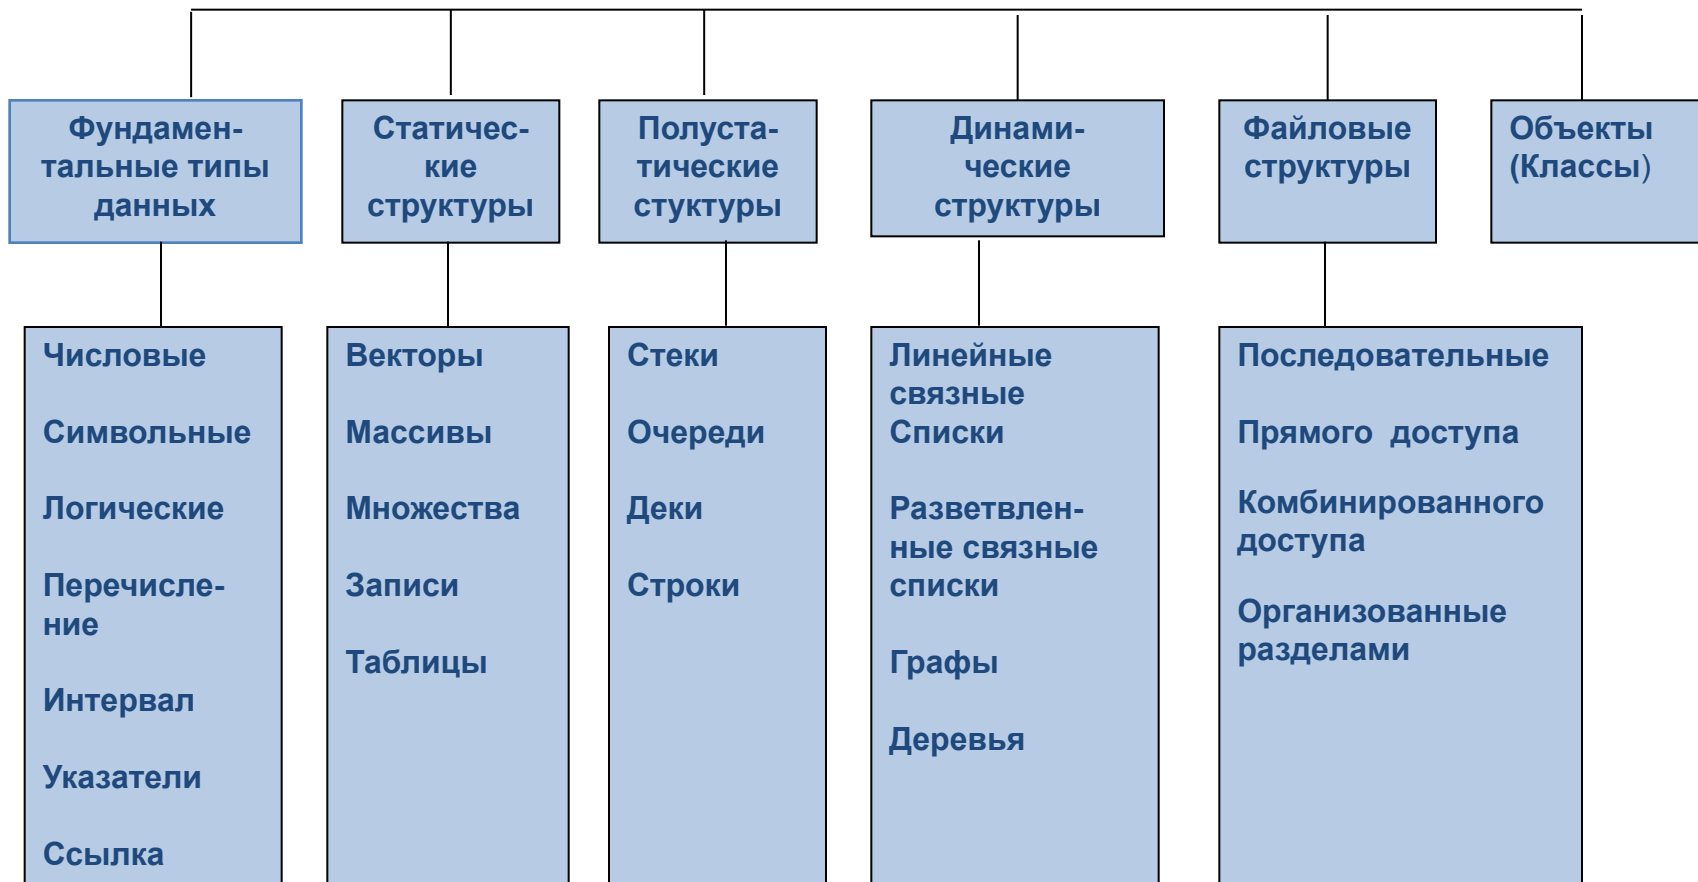 Фундамен-
тальные типы
данных
Статичес-
кие
структуры
Полуста-
тические
стуктуры
Динами-
ческие
структуры
Файловые
структуры
Объекты
(Классы)
Числовые
Символьные
Логические
Перечисле-
ние
Интервал
Указатели
Ссылка
Векторы
Массивы
Множества
Записи
Таблицы
Стеки
Очереди
Деки
Строки
Линейные
связные
Списки
Разветвлен-
ные связные
списки
Графы
Деревья
Последовательные
Прямого доступа
Комбинированного
доступа
Организованные
разделами